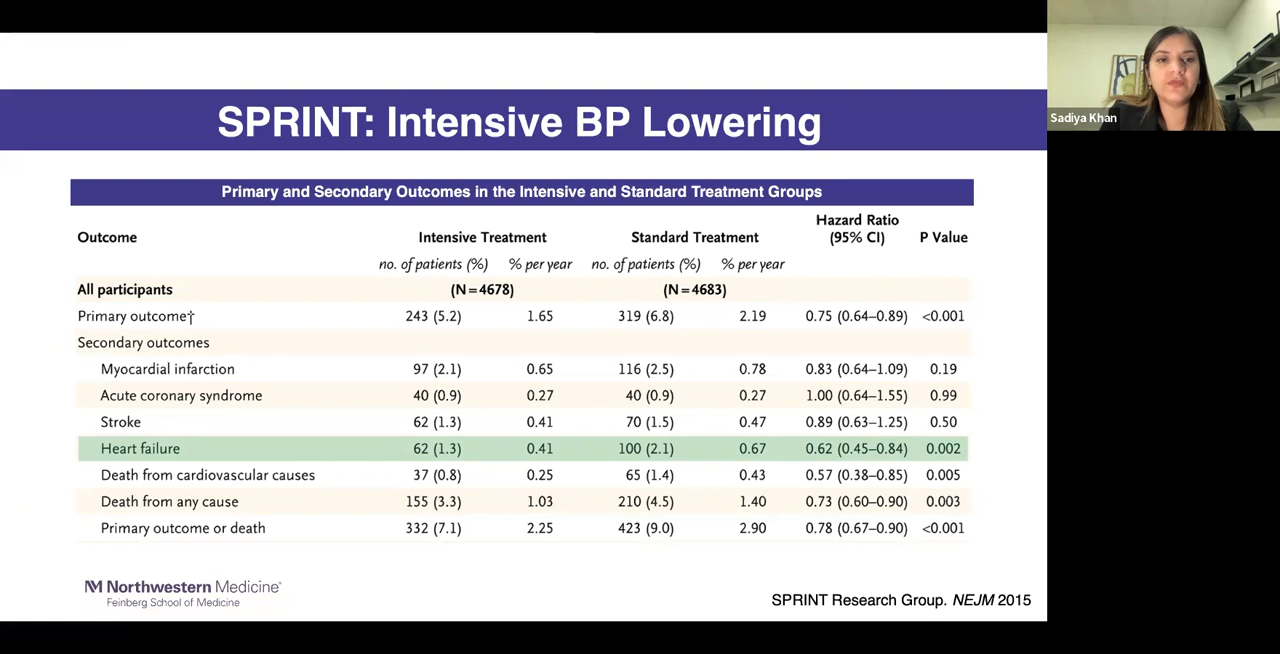 SPRINT: Intensive BP Lowering
Sadiya Khan
Primary and Secondary Outcomes in the Intensive and Standard Treatment Groups
Outcome Intensive Treatment Standard Treatment Hazard Ratio (95% CI) P Value
no. of patients (%) % per year no. of patients (%) % per year
All participants (N=4678) (N=4683)
Primary outcome† 243 (5.2) 1.65 319 (6.8) 2.19 0.75 (0.64–0.89) <0.001
Secondary outcomes
Myocardial infarction 97 (2.1) 0.65 116 (2.5) 0.78 0.83 (0.64–1.09) 0.19
Acute coronary syndrome 40 (0.9) 0.27 40 (0.9) 0.27 1.00 (0.64–1.55) 0.99
Stroke 62 (1.3) 0.41 70 (1.5) 0.47 0.89 (0.63–1.25) 0.50
Heart failure 62 (1.3) 0.41 100 (2.1) 0.67 0.62 (0.45–0.84) 0.002
Death from cardiovascular causes 37 (0.8) 0.25 65 (1.4) 0.43 0.57 (0.38–0.85) 0.005
Death from any cause 155 (3.3) 1.03 210 (4.5) 1.40 0.73 (0.60–0.90) 0.003
Primary outcome or death 332 (7.1) 2.25 423 (9.0) 2.90 0.78 (0.67–0.90) <0.001
M Northwestern Medicine®
Feinberg School of Medicine
SPRINT Research Group. NEJM 2015